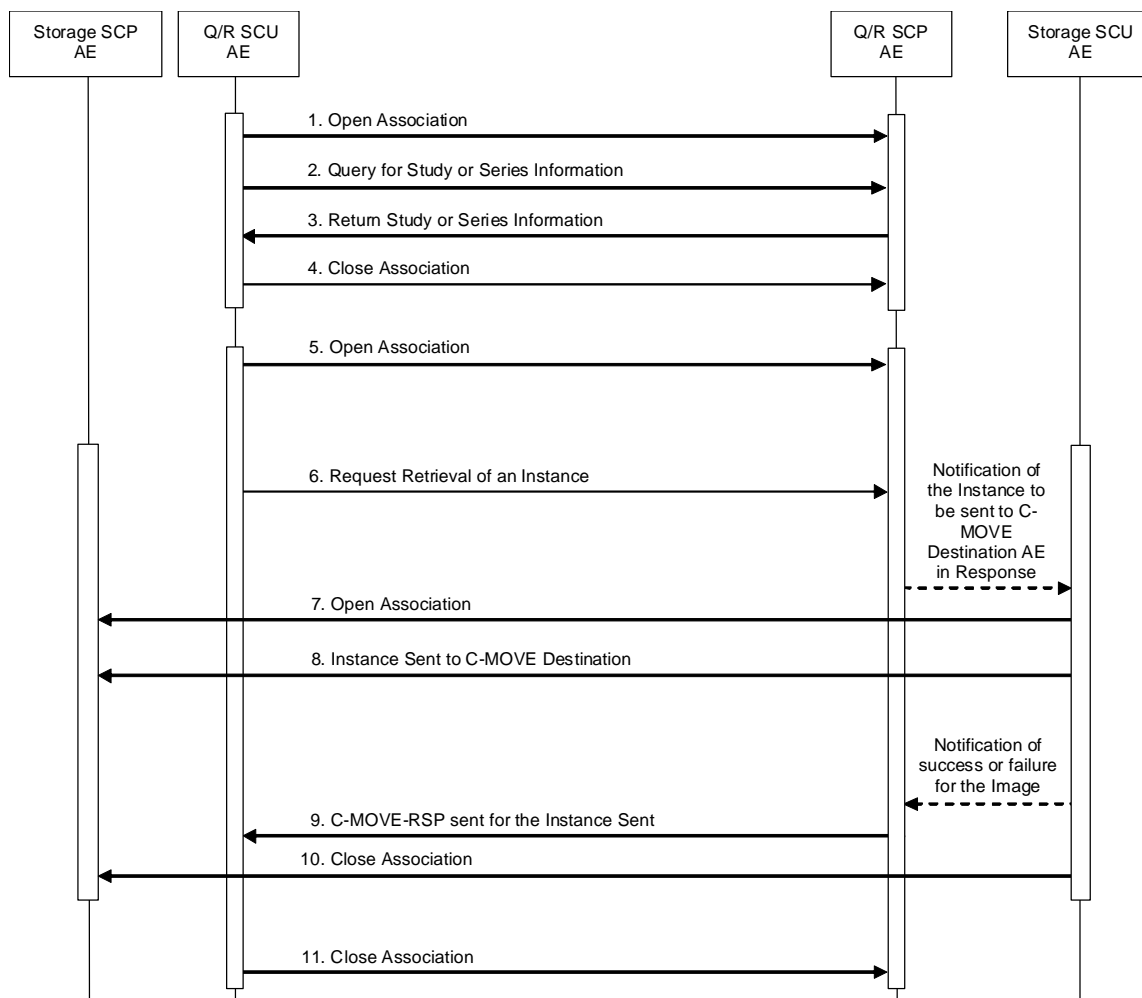 Storage SCP
AE
Q/R SCU
AE
Q/R SCP
AE
Storage SCU
AE
1. Open Association
2. Query for Study or Series Information
3. Return Study or Series Information
4. Close Association
5. Open Association
6. Request Retrieval of an Instance
Notification of
the Instance to
be sent to C-
MOVE
Destination AE
in Response
7. Open Association
8. Instance Sent to C-MOVE Destination
Notification of
success or failure
for the Image
9. C-MOVE-RSP sent for the Instance Sent
10. Close Association
11. Close Association